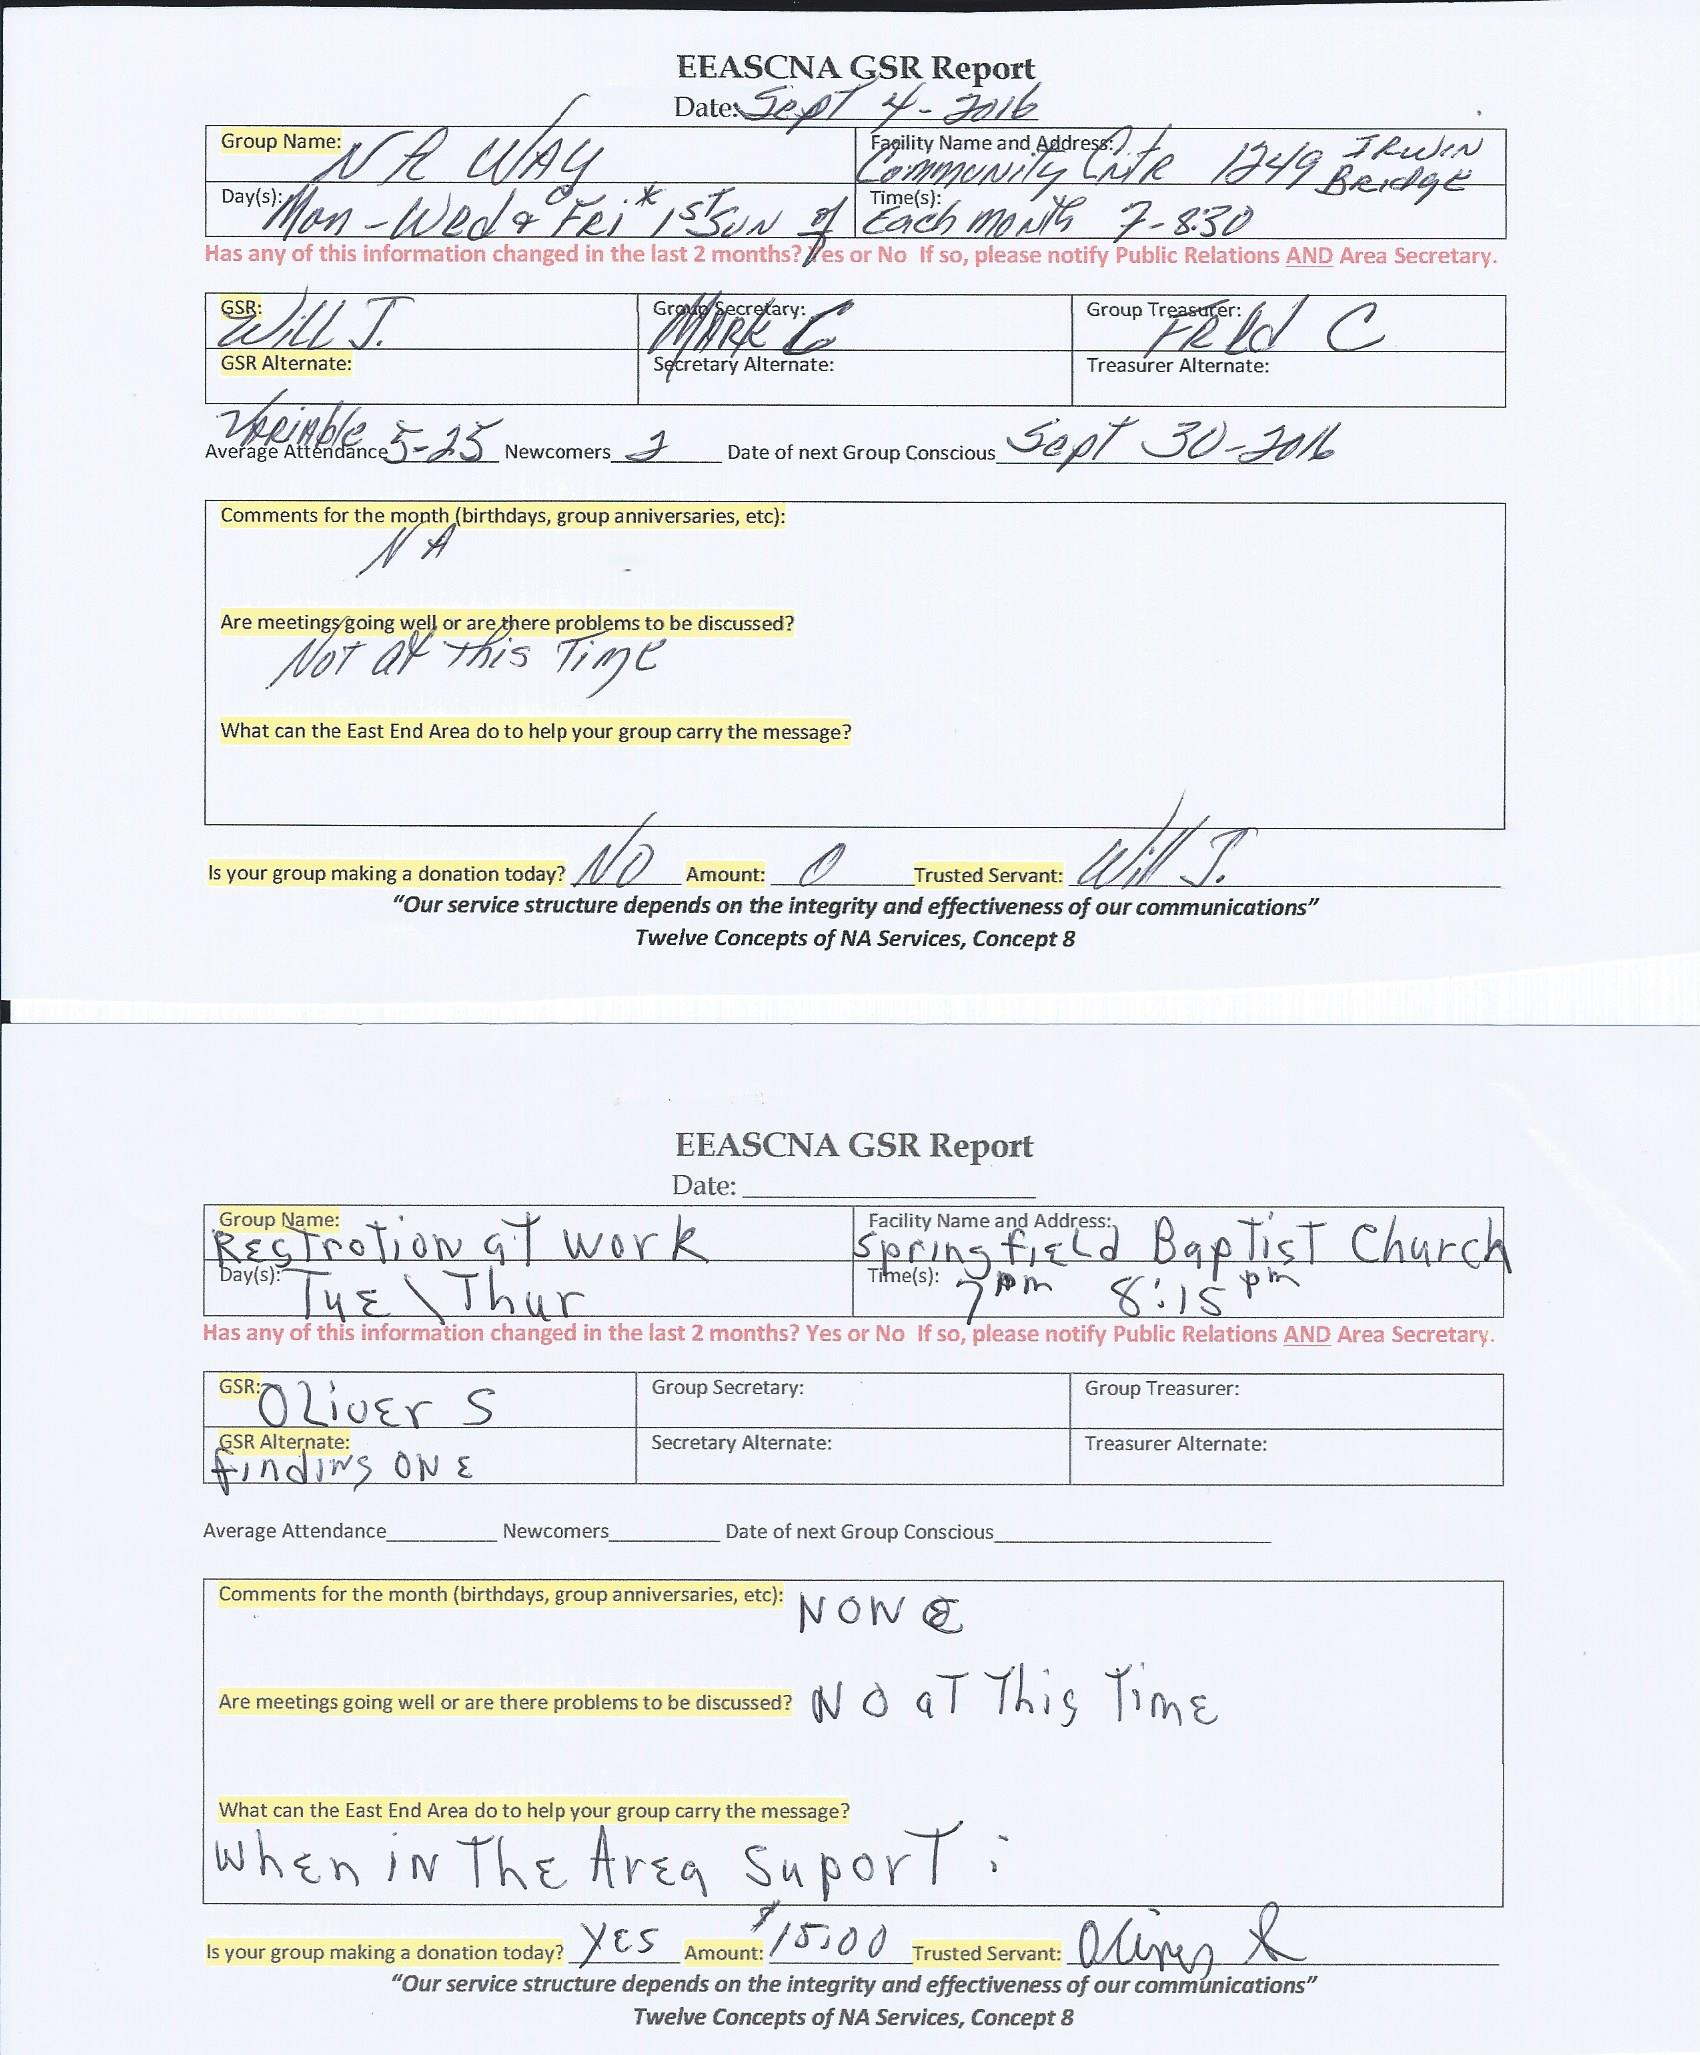 EEASCNA GSR Report
Date: Sept 4-2016
Group Name: NA WAY
Facility Name and Address: Community Cntr 1249 IRWIN Bridge
Day(s): Mon-Wed & Fri * 1ST SUN of
Time(s): Each month 7-8:30
Has any of this information changed in the last 2 months? Yes or No If so, please notify Public Relations AND Area Secretary.
GSR: Will J.
Group Secretary: MARK G
Group Treasurer: FREd C
GSR Alternate:
Secretary Alternate:
Treasurer Alternate:
VARIABLE
Average Attendance 5-25 Newcomers 2 Date of next Group Conscious Sept 30-2016
Comments for the month (birthdays, group anniversaries, etc):
NA
Are meetings going well or are there problems to be discussed?
Not at this Time
What can the East End Area do to help your group carry the message?
Is your group making a donation today? NO Amount: 0 Trusted Servant: Will J.
“Our service structure depends on the integrity and effectiveness of our communications”
Twelve Concepts of NA Services, Concept 8
EEASCNA GSR Report
Date:
Group Name: REsTrotion aT work
Facility Name and Address: SpringfiELd BapTisT Church
Day(s): TuE \ Thur
Time(s): 7 pm 8:15 pm
Has any of this information changed in the last 2 months? Yes or No If so, please notify Public Relations AND Area Secretary.
GSR: OLivEr S
Group Secretary:
Group Treasurer:
GSR Alternate: finding ONE
Secretary Alternate:
Treasurer Alternate:
Average Attendance Newcomers Date of next Group Conscious
Comments for the month (birthdays, group anniversaries, etc): NONE
Are meetings going well or are there problems to be discussed? NO aT This TimE
What can the East End Area do to help your group carry the message?
WhEn iN ThE ArEa SuporT :
Is your group making a donation today? YES Amount: $15.00 Trusted Servant: Oliver
“Our service structure depends on the integrity and effectiveness of our communications”
Twelve Concepts of NA Services, Concept 8